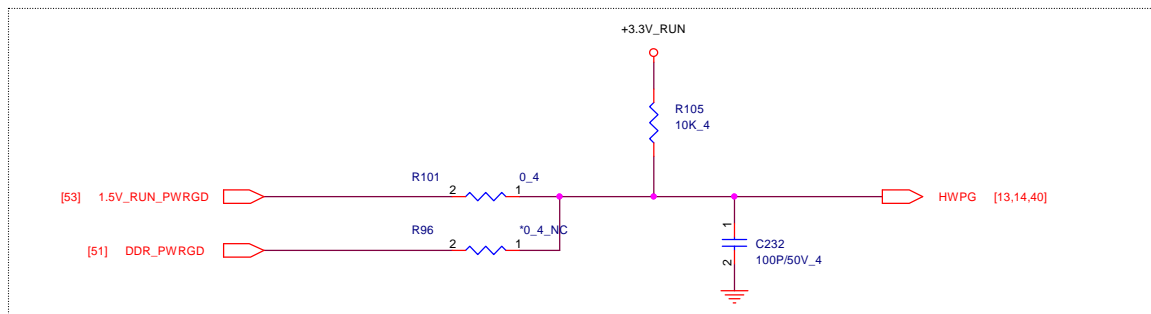 +3.3V_RUN
R105
10K_4
R101
0_4
[53] 1.5V_RUN_PWRGD
2
1
HWPG [13,14,40]
R96
*0_4_NC
[51] DDR_PWRGD
2
1
1
C232
2
100P/50V_4